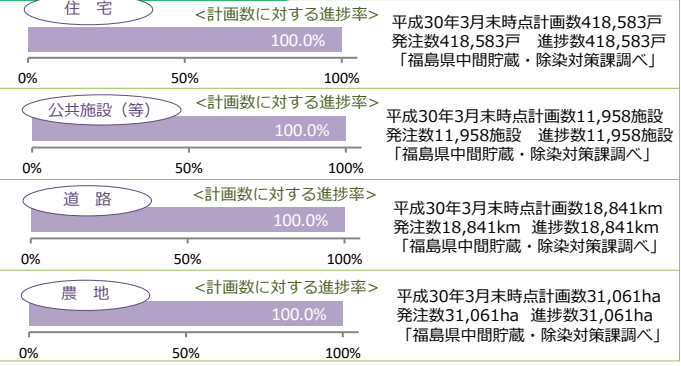 住　宅
<計画数に対する進捗率>
100.0%
0%　50%　100%
平成30年3月末時点計画数418,583戸
発注数418,583戸　進捗数418,583戸
「福島県中間貯蔵・除染対策課調べ」
公共施設（等）
<計画数に対する進捗率>
100.0%
0%　50%　100%
平成30年3月末時点計画数11,958施設
発注数11,958施設　進捗数11,958施設
「福島県中間貯蔵・除染対策課調べ」
道　路
<計画数に対する進捗率>
100.0%
0%　50%　100%
平成30年3月末時点計画数18,841km
発注数18,841km　進捗数18,841km
「福島県中間貯蔵・除染対策課調べ」
農　地
<計画数に対する進捗率>
100.0%
0%　50%　100%
平成30年3月末時点計画数31,061ha
発注数31,061ha　進捗数31,061ha
「福島県中間貯蔵・除染対策課調べ」